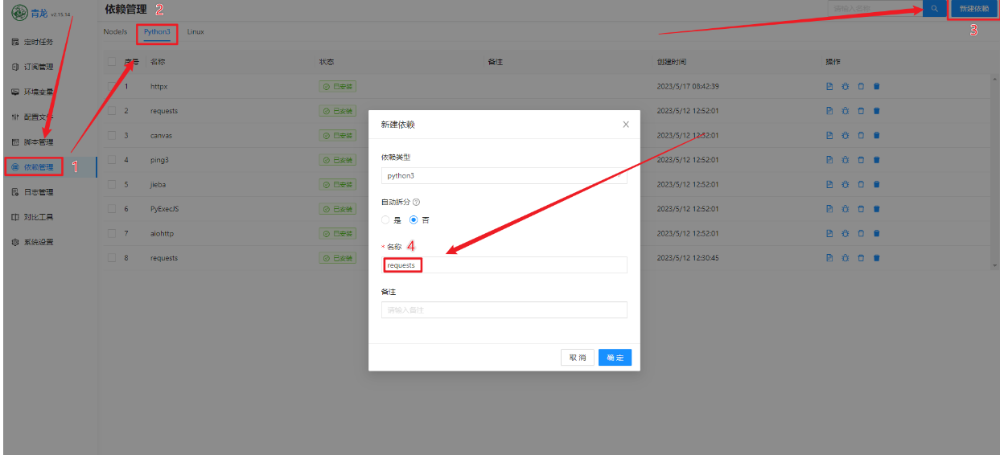 青龙 v2.15.14
依赖管理 2
请输入名称
新建依赖
3
NodeJs Python3 Linux
定时任务
订阅管理
环境变量
配置文件
脚本管理
依赖管理 1
日志管理
对比工具
系统设置
序号 名称 状态 备注 创建时间 操作
1 httpx 已安装 2023/5/17 08:42:39
2 requests 已安装 2023/5/12 12:52:01
3 canvas 已安装 2023/5/12 12:52:01
4 ping3 已安装 2023/5/12 12:52:01
5 jieba 已安装 2023/5/12 12:52:01
6 PyExecJS 已安装 2023/5/12 12:52:01
7 aiohttp 已安装 2023/5/12 12:52:01
8 requests 已安装 2023/5/12 12:30:45
新建依赖 X
依赖类型
python3
自动拆分 ?
是 否
* 名称 4
requests
备注
请输入备注
取 消 确 定